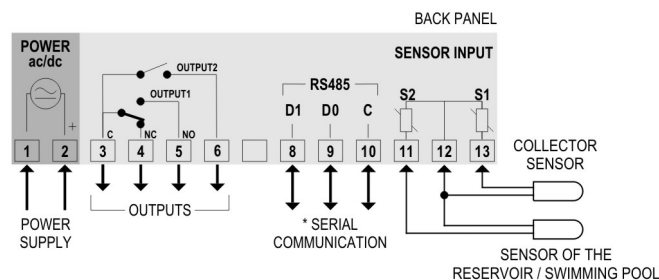 BACK PANEL
POWER
ac/dc
SENSOR INPUT
OUTPUT2
OUTPUT1
RS485
D1 D0 C
S2 S1
+
C NC NO
1 2 3 4 5 6 8 9 10 11 12 13
COLLECTOR
SENSOR
POWER
SUPPLY
OUTPUTS
* SERIAL
COMMUNICATION
SENSOR OF THE
RESERVOIR / SWIMMING POOL